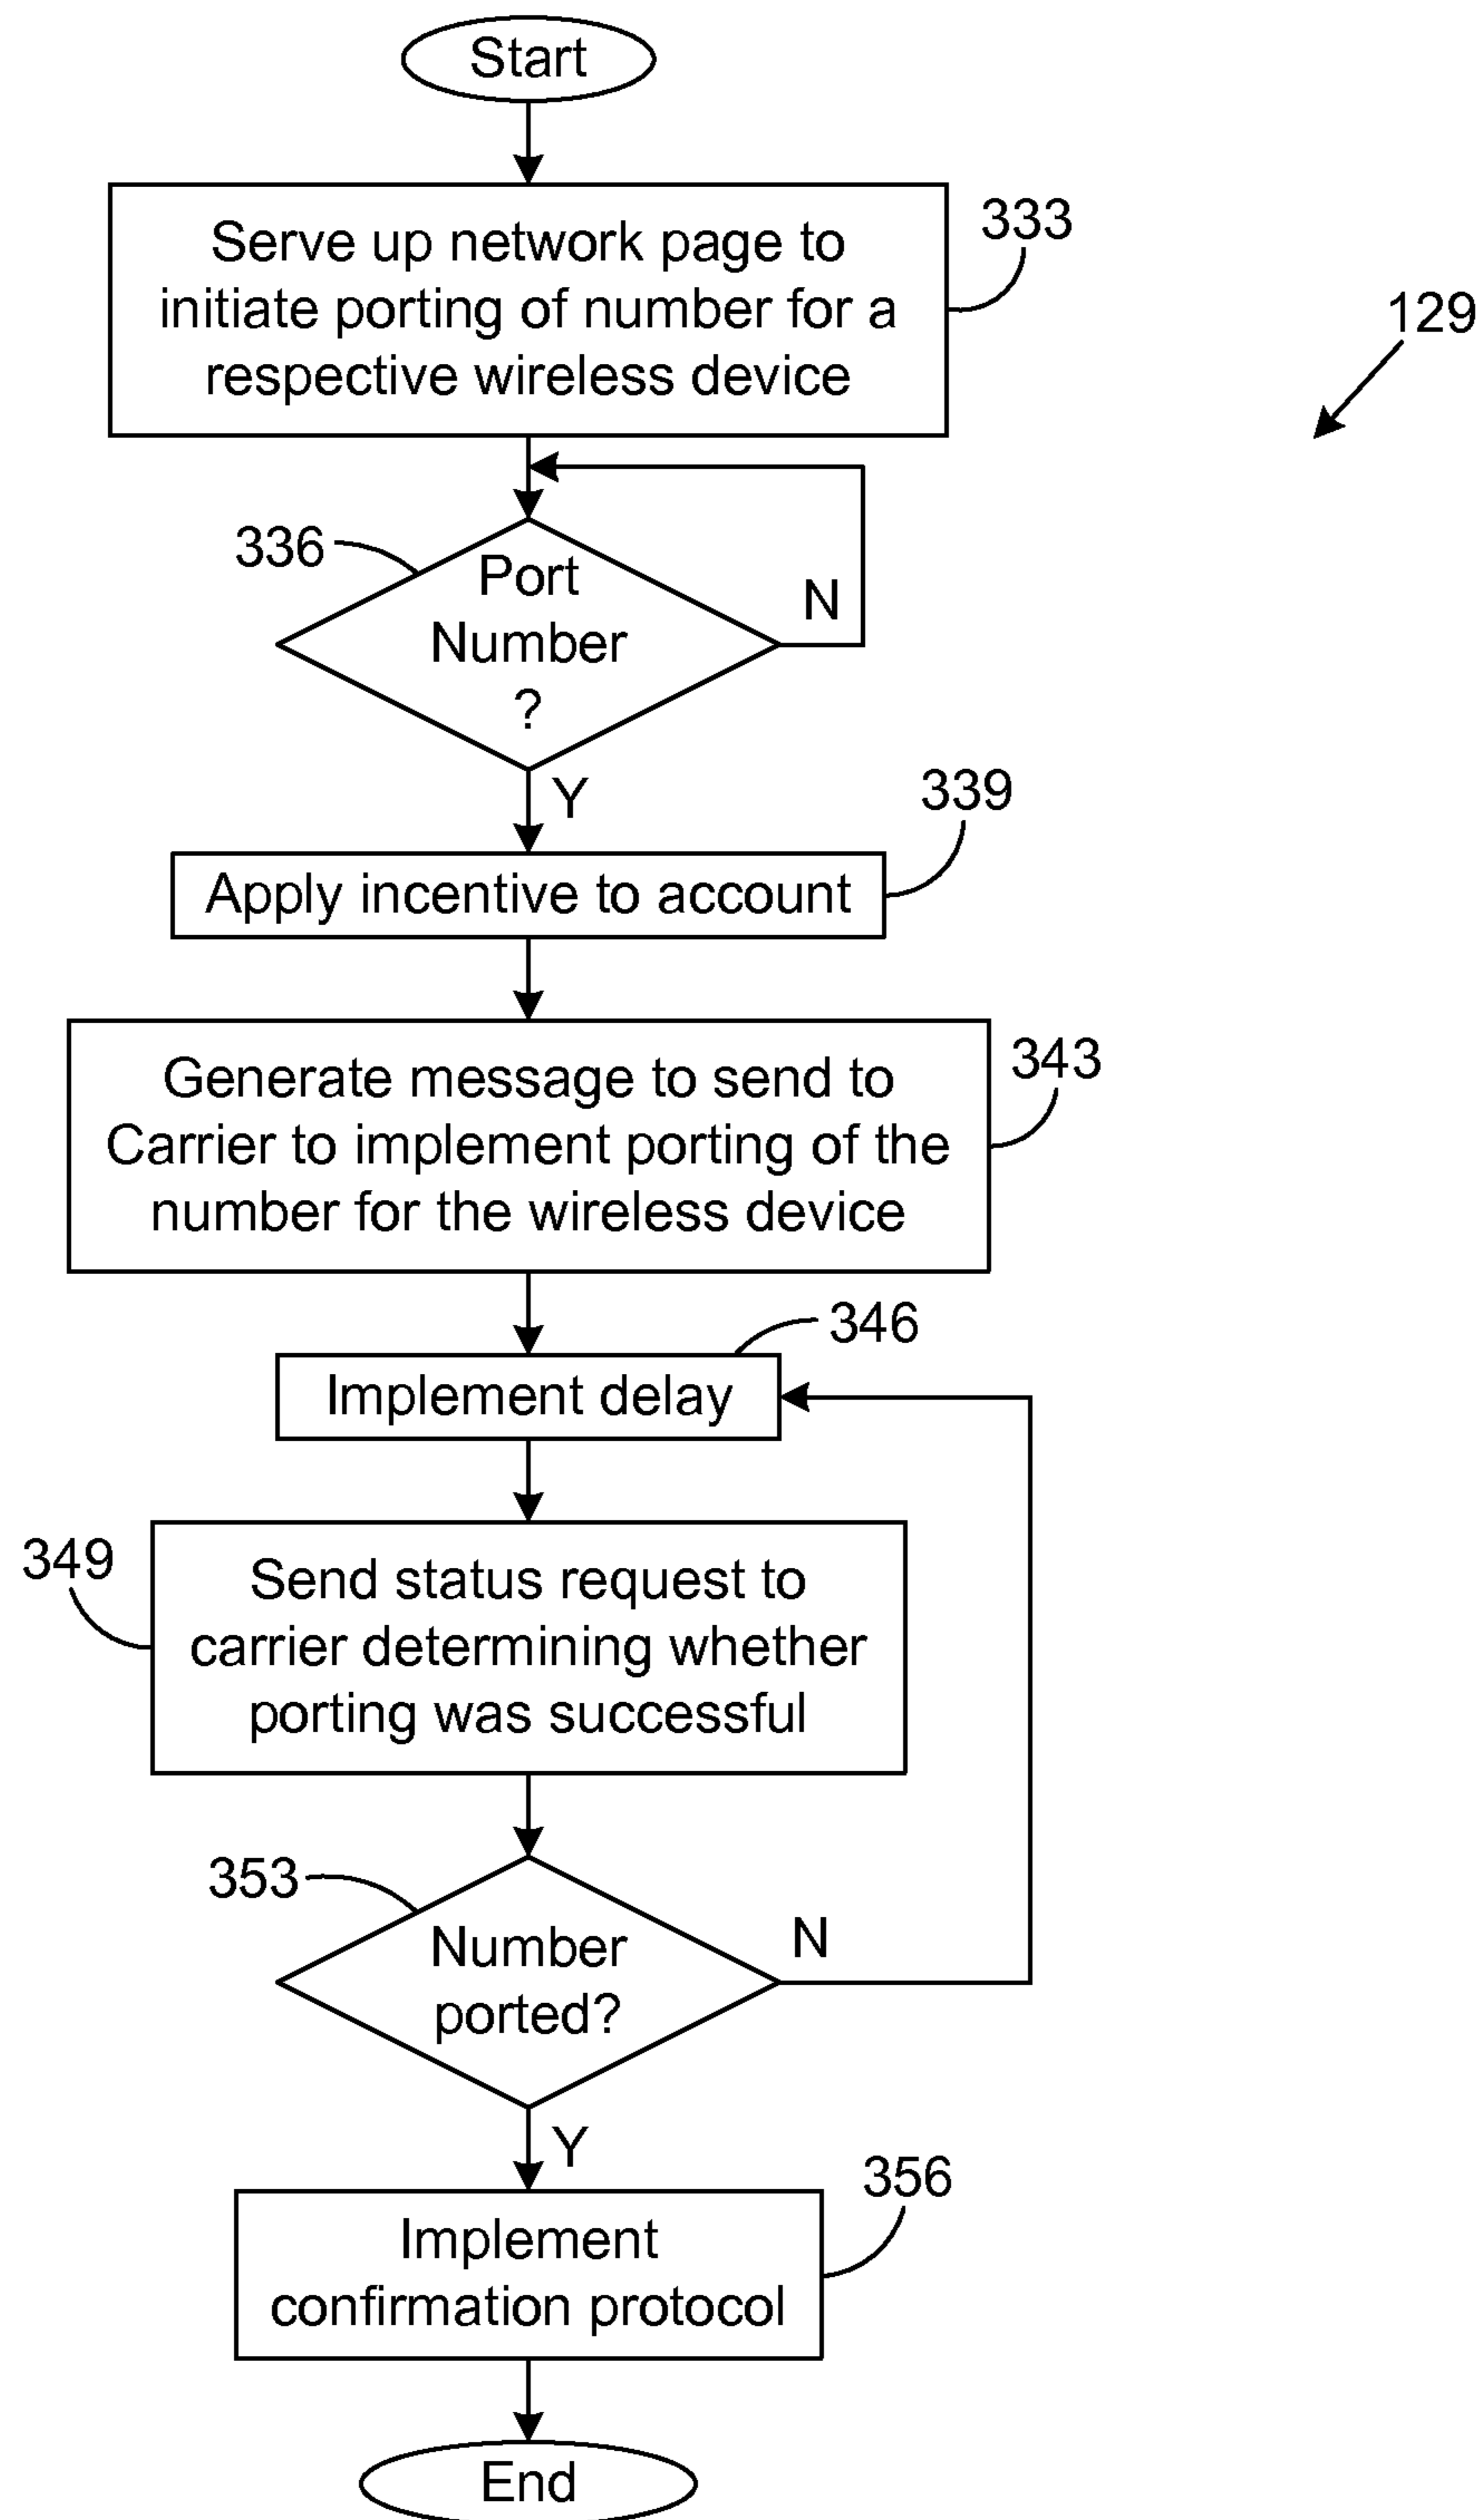 Start
Serve up network page to
initiate porting of number for a
respective wireless device
333
129
336
Port
Number
?
N
Y
339
Apply incentive to account
Generate message to send to
Carrier to implement porting of the
number for the wireless device
343
346
Implement delay
349
Send status request to
carrier determining whether
porting was successful
353
Number
ported?
N
Y
356
Implement
confirmation protocol
End